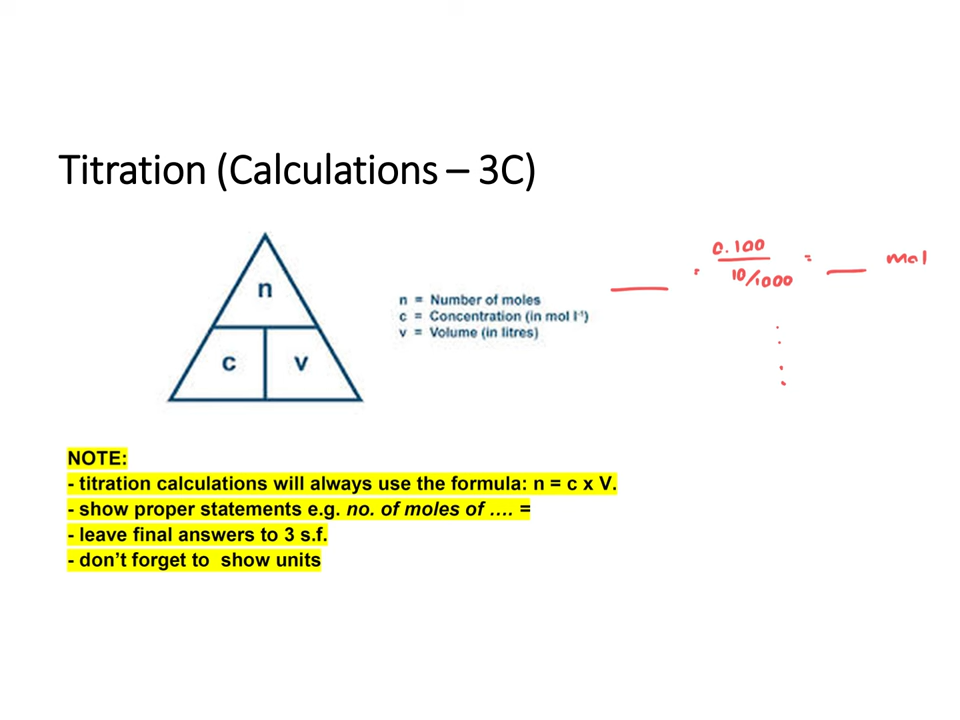 Titration (Calculations – 3C)
n
c v
n = Number of moles
c = Concentration (in mol l⁻¹)
v = Volume (in litres)
___ = 0.100
10/1000
= ___ mol
NOTE:
- titration calculations will always use the formula: n = c x V.
- show proper statements e.g. no. of moles of …. =
- leave final answers to 3 s.f.
- don't forget to show units